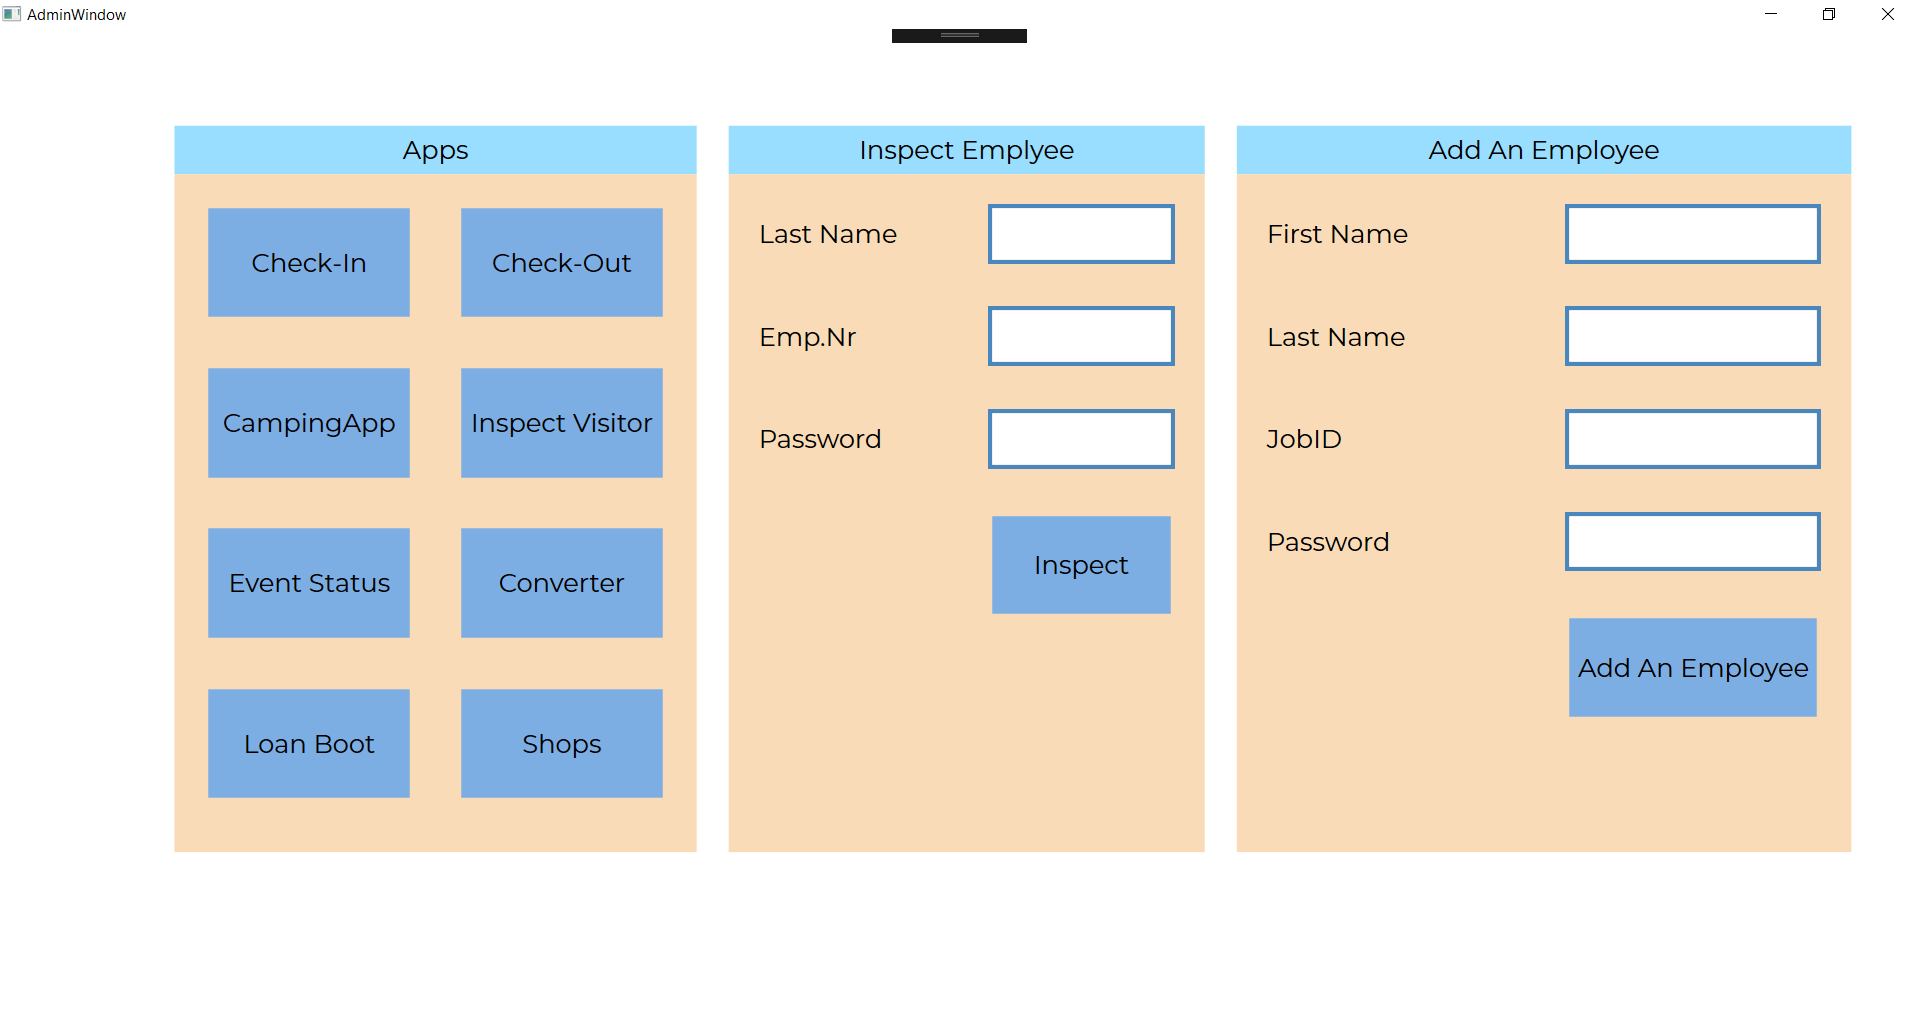 AdminWindow
Apps
Check-In
Check-Out
CampingApp
Inspect Visitor
Event Status
Converter
Loan Boot
Shops
Inspect Emplyee
Last Name
Emp.Nr
Password
Inspect
Add An Employee
First Name
Last Name
JobID
Password
Add An Employee